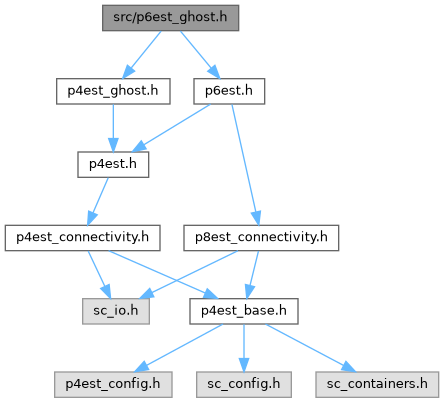 src/p6est_ghost.h
p4est_ghost.h
p6est.h
p4est.h
p4est_connectivity.h
p8est_connectivity.h
sc_io.h
p4est_base.h
p4est_config.h
sc_config.h
sc_containers.h